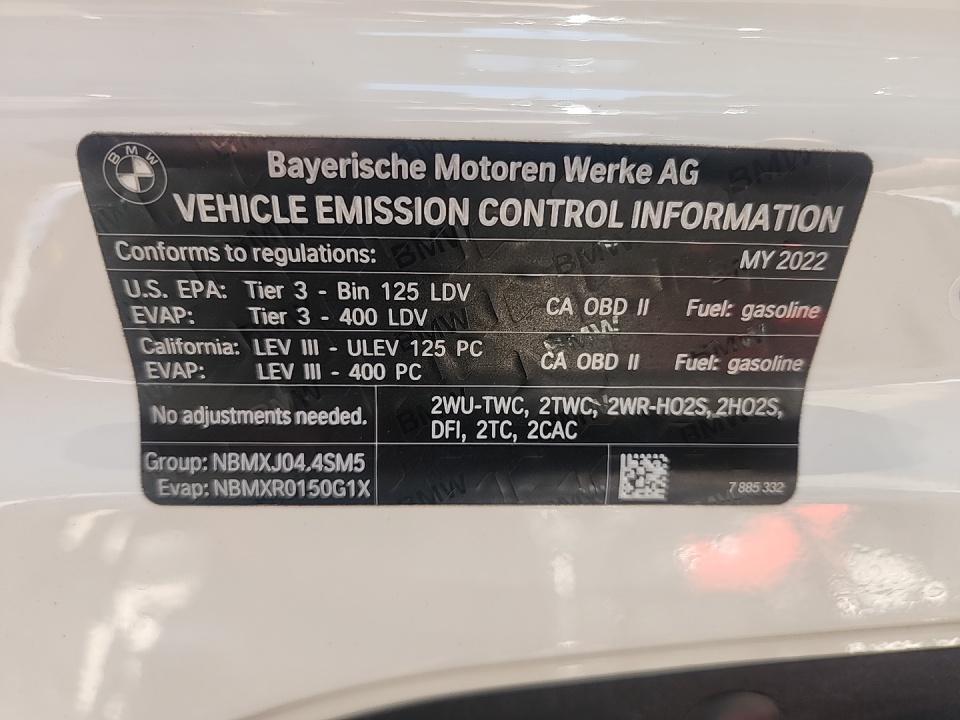 BMW
Bayerische Motoren Werke AG
VEHICLE EMISSION CONTROL INFORMATION
Conforms to regulations: MY 2022
U.S. EPA: Tier 3 - Bin 125 LDV CA OBD II Fuel: gasoline
EVAP: Tier 3 - 400 LDV
California: LEV III - ULEV 125 PC CA OBD II Fuel: gasoline
EVAP: LEV III - 400 PC
No adjustments needed. 2WU-TWC, 2TWC, 2WR-HO2S, 2HO2S,
DFI, 2TC, 2CAC
Group: NBMXJ04.4SM5
Evap: NBMXR0150G1X 7 885 332